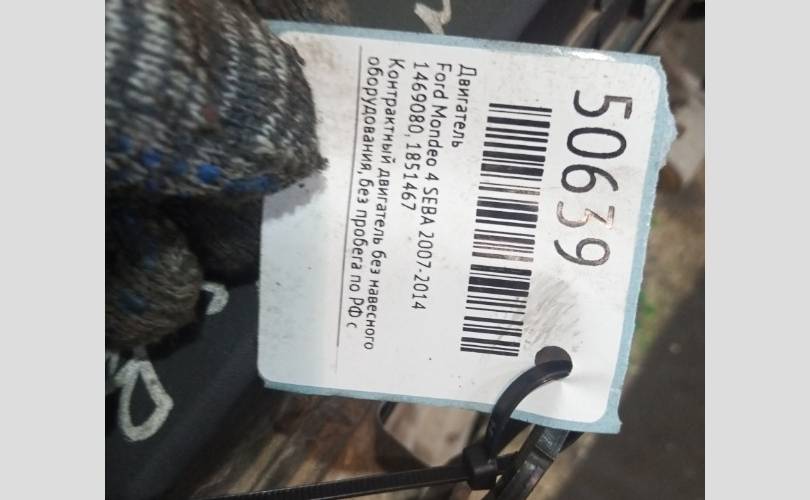 50639
Двигатель
Ford Mondeo 4 SEBA 2007-2014
1469080, 1851467
Контрактный двигатель без навесного
оборудования, без пробега по РФ с